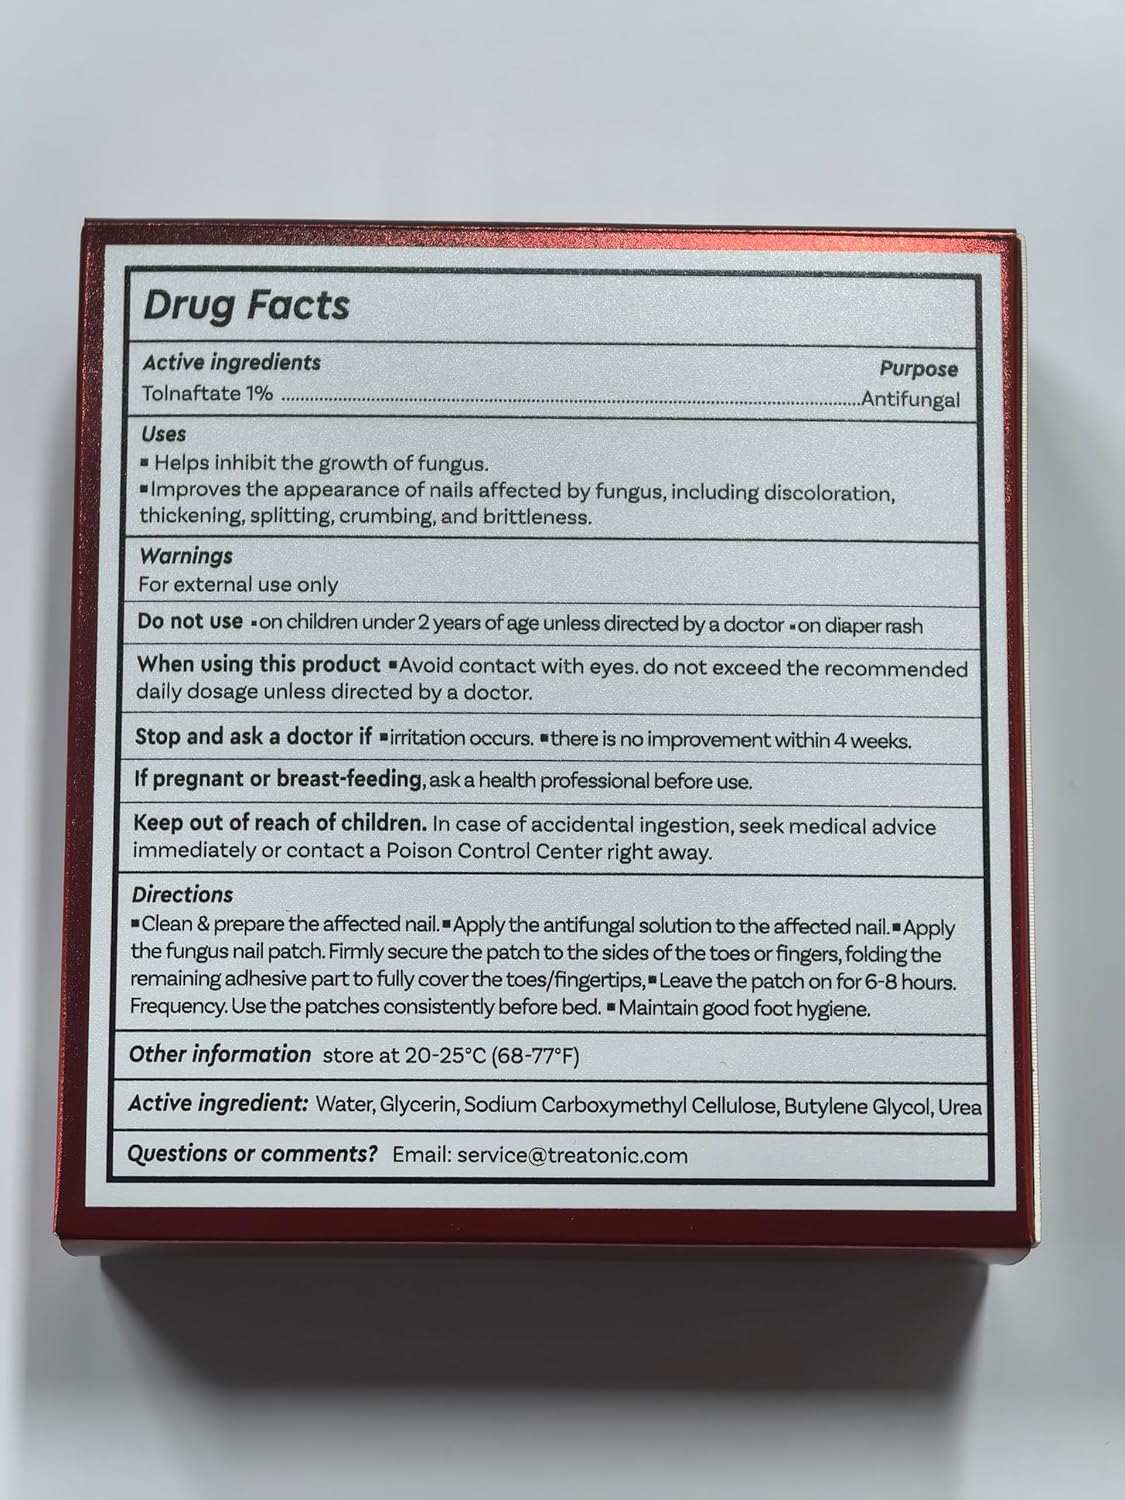 Drug Facts
Active ingredients Purpose
Tolnaftate 1% ........................................................................Antifungal
Uses
▪ Helps inhibit the growth of fungus.
▪Improves the appearance of nails affected by fungus, including discoloration,
thickening, splitting, crumbing, and brittleness.
Warnings
For external use only
Do not use ▪on children under 2 years of age unless directed by a doctor ▪on diaper rash
When using this product ▪Avoid contact with eyes. do not exceed the recommended
daily dosage unless directed by a doctor.
Stop and ask a doctor if ▪irritation occurs. ▪there is no improvement within 4 weeks.
If pregnant or breast-feeding, ask a health professional before use.
Keep out of reach of children. In case of accidental ingestion, seek medical advice
immediately or contact a Poison Control Center right away.
Directions
▪Clean & prepare the affected nail.▪Apply the antifungal solution to the affected nail.▪Apply
the fungus nail patch. Firmly secure the patch to the sides of the toes or fingers, folding the
remaining adhesive part to fully cover the toes/fingertips,▪Leave the patch on for 6-8 hours.
Frequency. Use the patches consistently before bed. ▪Maintain good foot hygiene.
Other information store at 20-25°C (68-77°F)
Active ingredient: Water, Glycerin, Sodium Carboxymethyl Cellulose, Butylene Glycol, Urea
Questions or comments? Email: service@treatonic.com